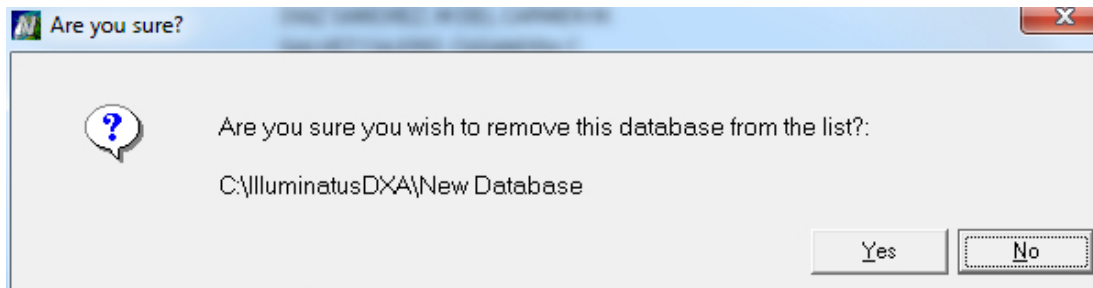 Are you sure?
Are you sure you wish to remove this database from the list?:
C:\IlluminatusDXA\New Database
Yes
No